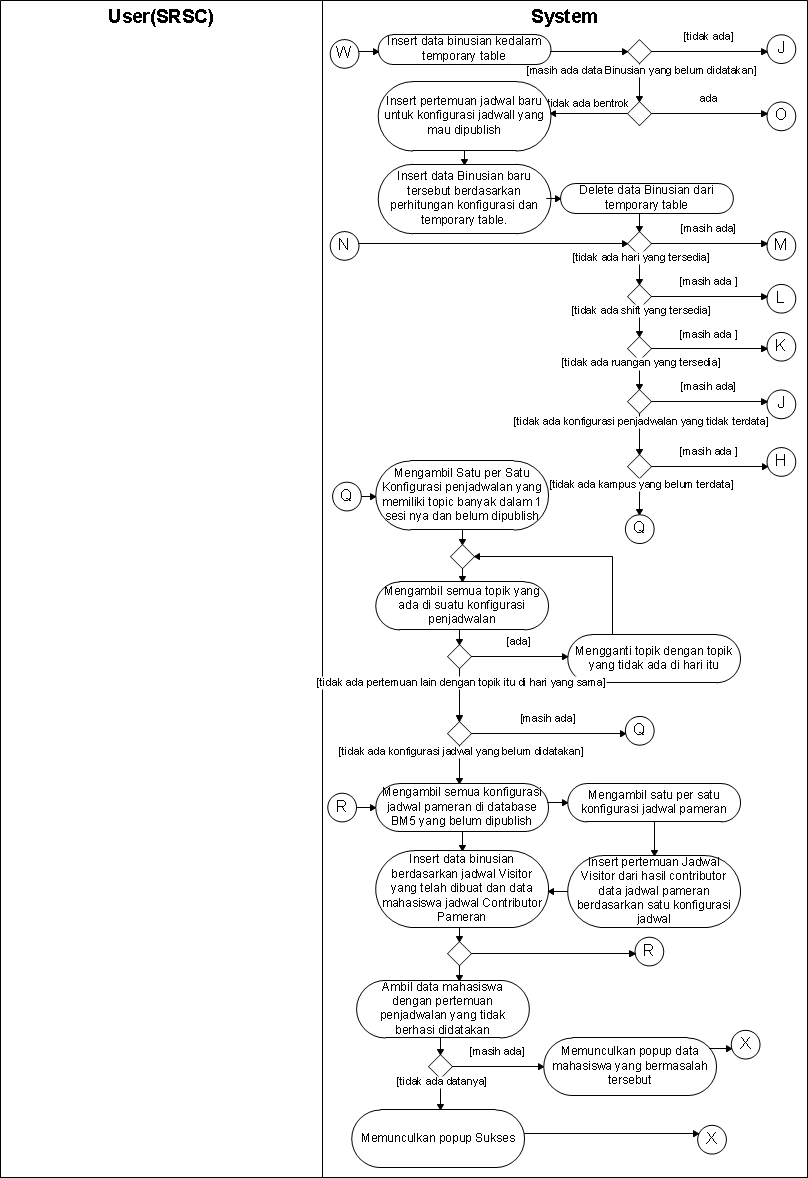 User(SRSC)
System
W
Insert data binusian kedalam
temporary table
[tidak ada]
J
[masih ada data Binusian yang belum didatakan]
Insert pertemuan jadwal baru
untuk konfigurasi jadwall yang
mau dipublish
tidak ada bentrok
ada
O
Insert data Binusian baru
tersebut berdasarkan
perhitungan konfigurasi dan
temporary table.
Delete data Binusian dari
temporary table
N
[masih ada]
M
[tidak ada hari yang tersedia]
[masih ada ]
L
[tidak ada shift yang tersedia]
[masih ada ]
K
[tidak ada ruangan yang tersedia]
[masih ada]
J
[tidak ada konfigurasi penjadwalan yang tidak terdata]
[masih ada ]
H
[tidak ada kampus yang belum terdata]
Q
Q
Mengambil Satu per Satu
Konfigurasi penjadwalan yang
memiliki topic banyak dalam 1
sesi nya dan belum dipublish
Mengambil semua topik yang
ada di suatu konfigurasi
penjadwalan
[ada]
Mengganti topik dengan topik
yang tidak ada di hari itu
[tidak ada pertemuan lain dengan topik itu di hari yang sama]
[masih ada]
Q
[tidak ada konfigurasi jadwal yang belum didatakan]
R
Mengambil semua konfigurasi
jadwal pameran di database
BM5 yang belum dipublish
Mengambil satu per satu
konfigurasi jadwal pameran
Insert data binusian
berdasarkan jadwal Visitor
yang telah dibuat dan data
mahasiswa jadwal Contributor
Pameran
Insert pertemuan Jadwal
Visitor dari hasil contributor
data jadwal pameran
berdasarkan satu konfigurasi
jadwal
R
Ambil data mahasiswa
dengan pertemuan
penjadwalan yang tidak
berhasi didatakan
[masih ada]
Memunculkan popup data
mahasiswa yang bermasalah
tersebut
X
[tidak ada datanya]
Memunculkan popup Sukses
X